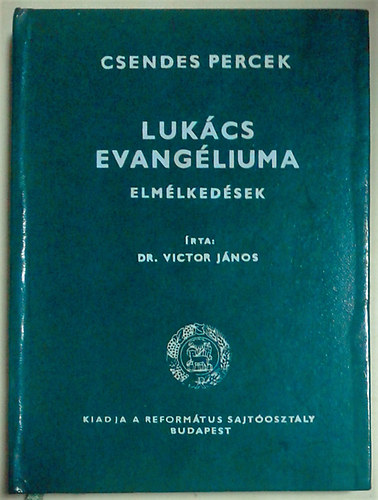 CSENDES PERCEK
LUKÁCS
EVANGÉLIUMA
ELMÉLKEDÉSEK
ÍRTA:
DR. VICTOR JÁNOS
KIADJA A REFORMÁTUS SAJTÓOSZTÁLY
BUDAPEST